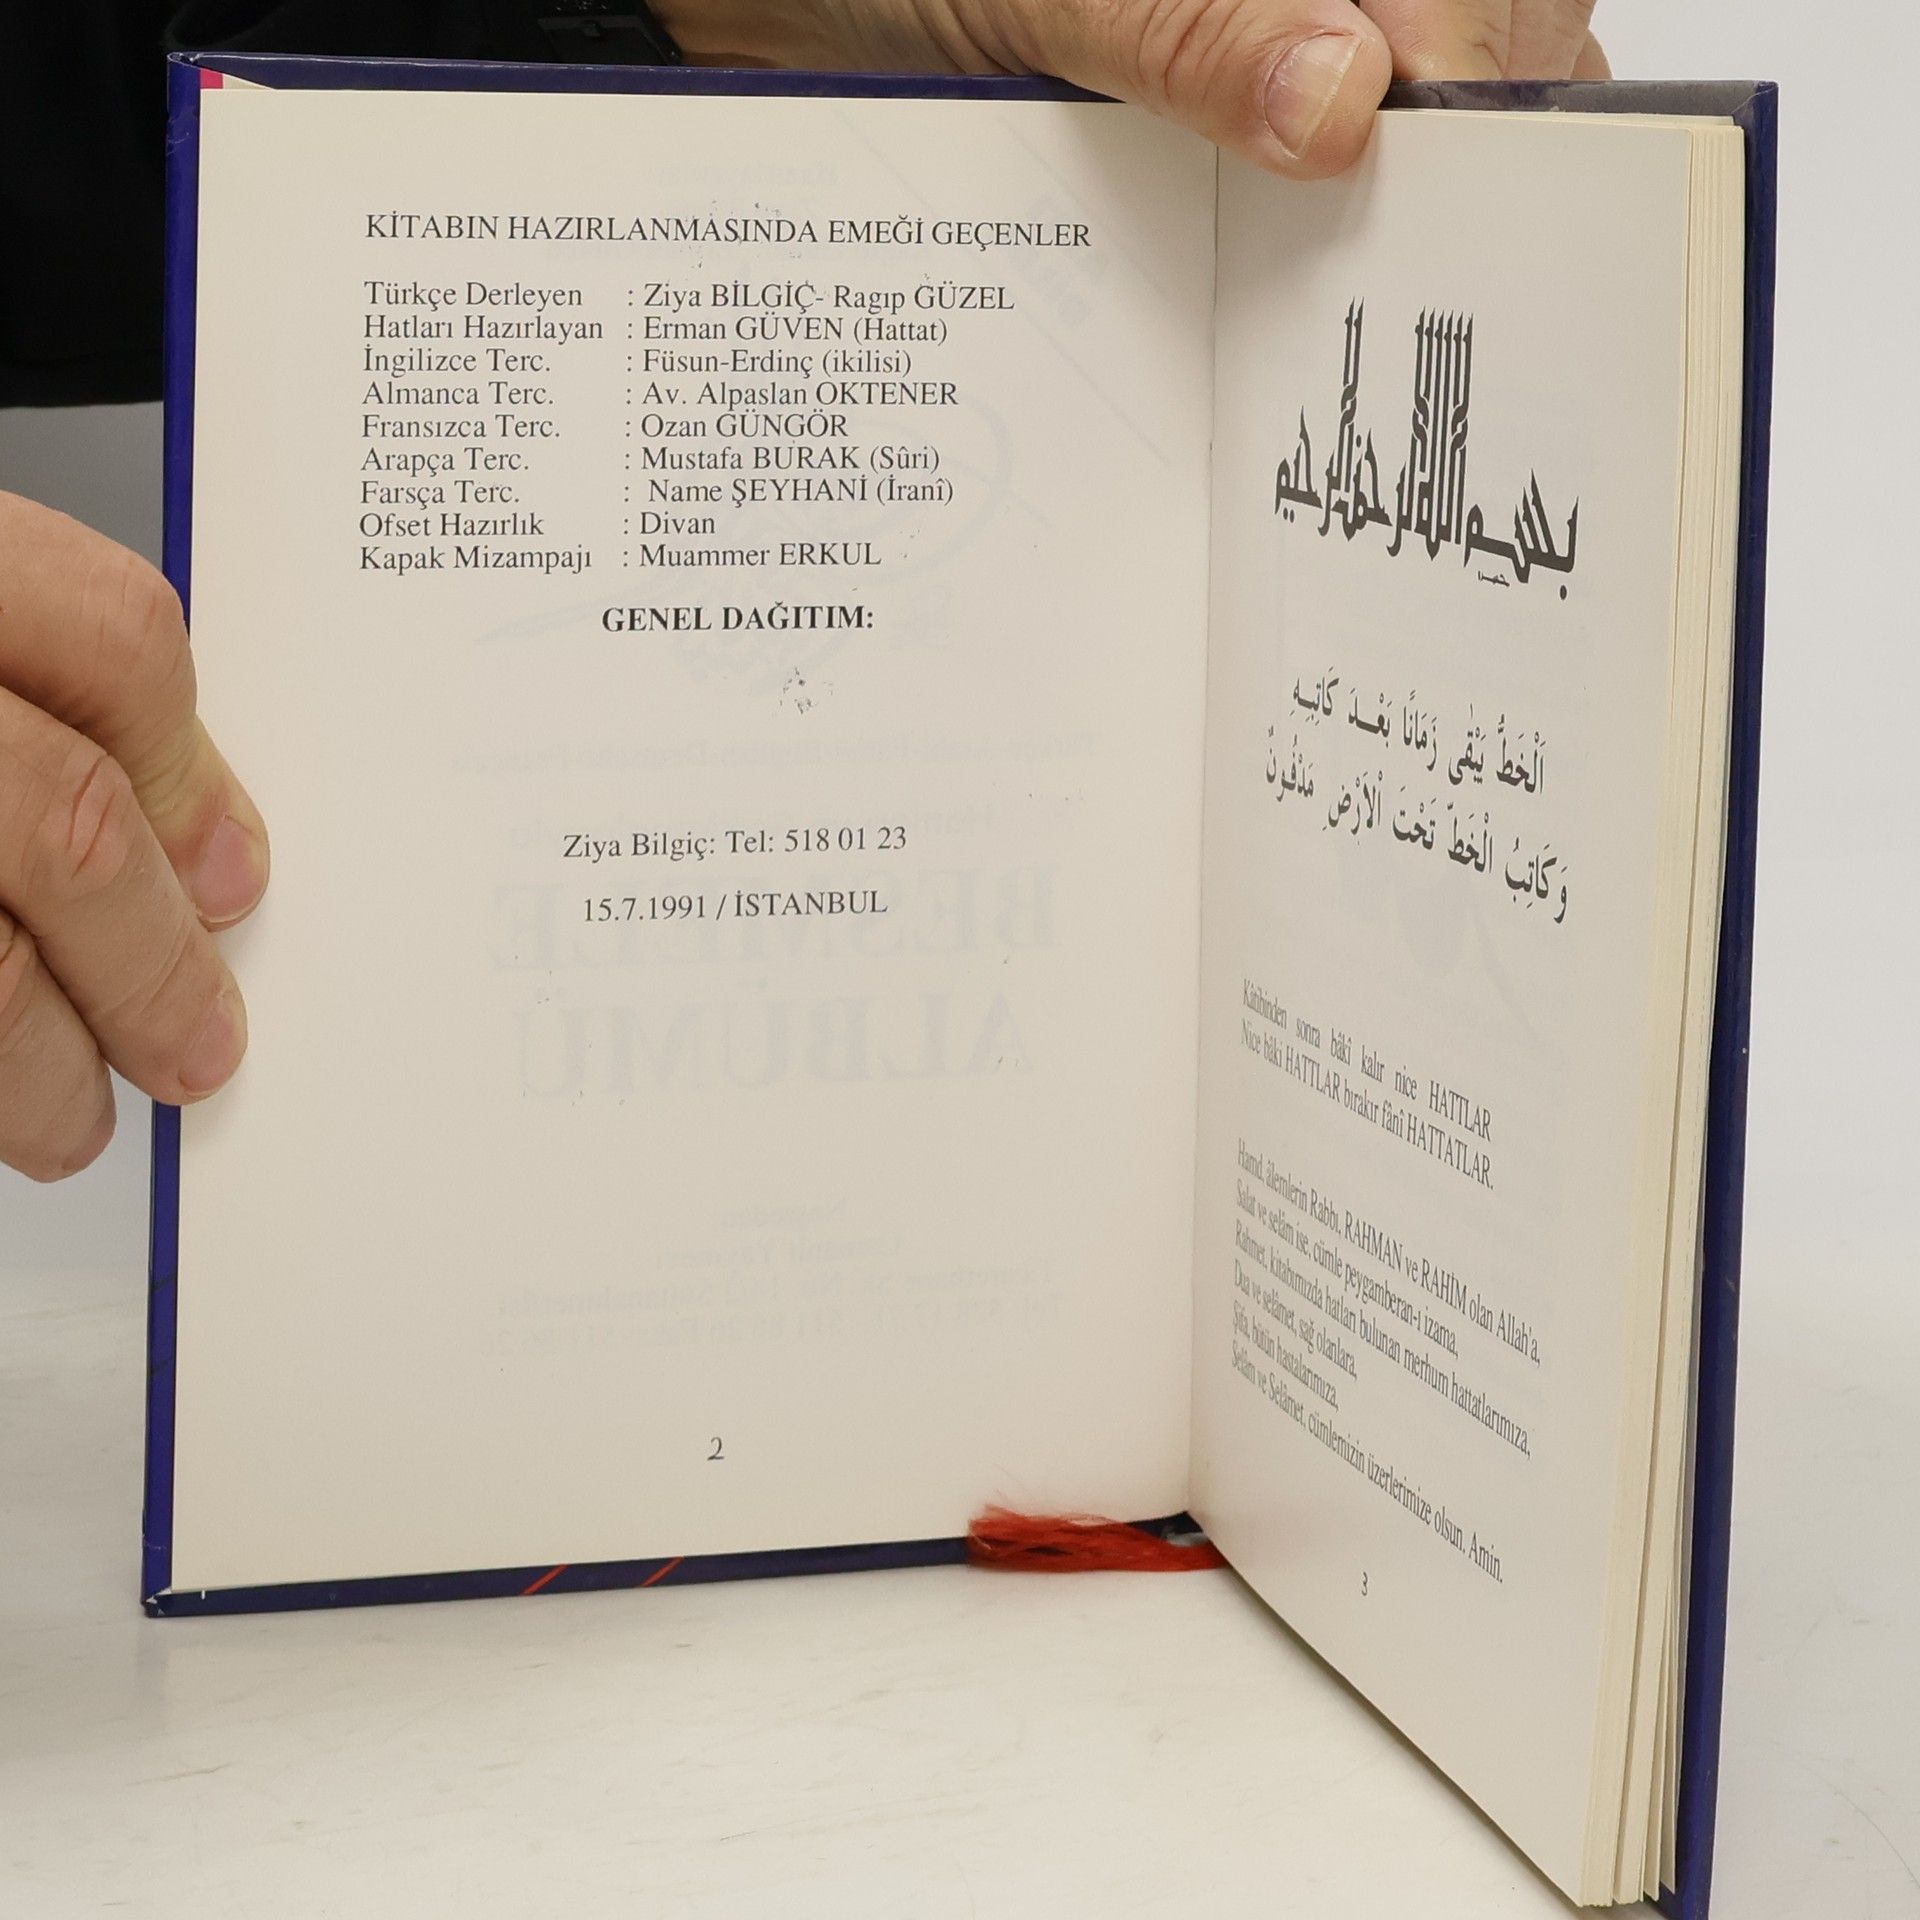 KİTABIN HAZIRLANMASINDA EMEĞİ GEÇENLER
Türkçe Derleyen : Ziya BİLGİÇ- Ragıp GÜZEL
Hatları Hazırlayan : Erman GÜVEN (Hattat)
İngilizce Terc. : Füsun-Erdinç (ikilisi)
Almanca Terc. : Av. Alpaslan OKTENER
Fransızca Terc. : Ozan GÜNGÖR
Arapça Terc. : Mustafa BURAK (Sûri)
Farsça Terc. : Name ŞEYHANİ (İranî)
Ofset Hazırlık : Divan
Kapak Mizampajı : Muammer ERKUL
GENEL DAĞITIM:
Ziya Bilgiç: Tel: 518 01 23
15.7.1991 / İSTANBUL
2
بسم الله الرحمن الرحيم
اَلْخَطُّ يَبْقٰى زَمَانًا بَعْدَ كَاتِبِهِ
وَكَاتِبُ الْخَطِّ تَحْتَ الْاَرْضِ مَدْفُونٌ
Kâtibinden sonra bâkî kalır nice HATTLAR
Nice bâki HATTLAR bırakır fânî HATTATLAR.
Hamd, âlemlerin Rabbı, RAHMAN ve RAHİM olan Allah'a,
Salat ve selâm ise, cümle peygamberan-ı izama,
Rahmet, kitabımızda hatları bulunan merhum hattatlarımıza,
Dua ve selâmet, sağ olanlara,
Şifa, bütün hastalarımıza,
Selâm ve Selâmet, cümlemizin üzerlerimize olsun. Amin.
3